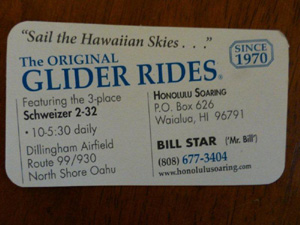 "Sail the Hawaiian Skies . . ."
SINCE
1970
The ORIGINAL
GLIDER RIDES®
Featuring the 3-place
Schweizer 2-32
• 10-5:30 daily
Dillingham Airfield
Route 99/930
North Shore Oahu
HONOLULU SOARING
P.O. Box 626
Waialua, HI 96791
BILL STAR ('Mr. Bill')
(808) 677-3404
www.honolulusoaring.com